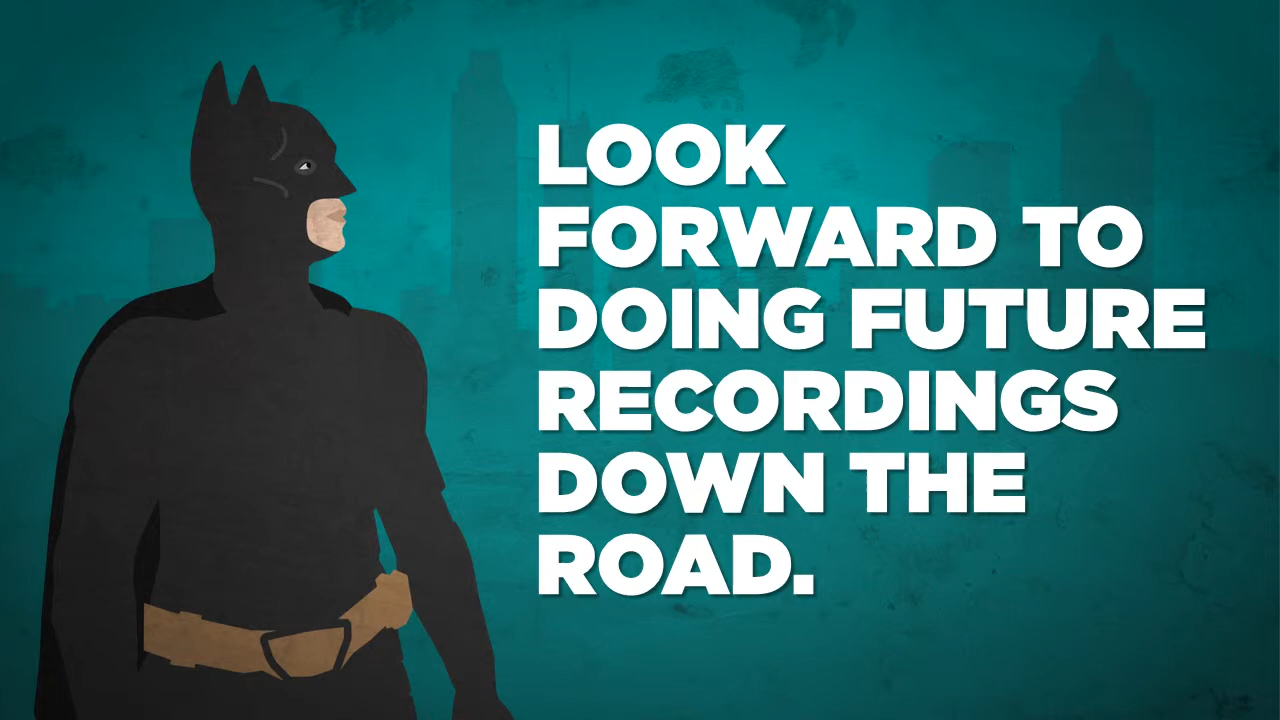 LOOK
FORWARD TO
DOING FUTURE
RECORDINGS
DOWN THE
ROAD.